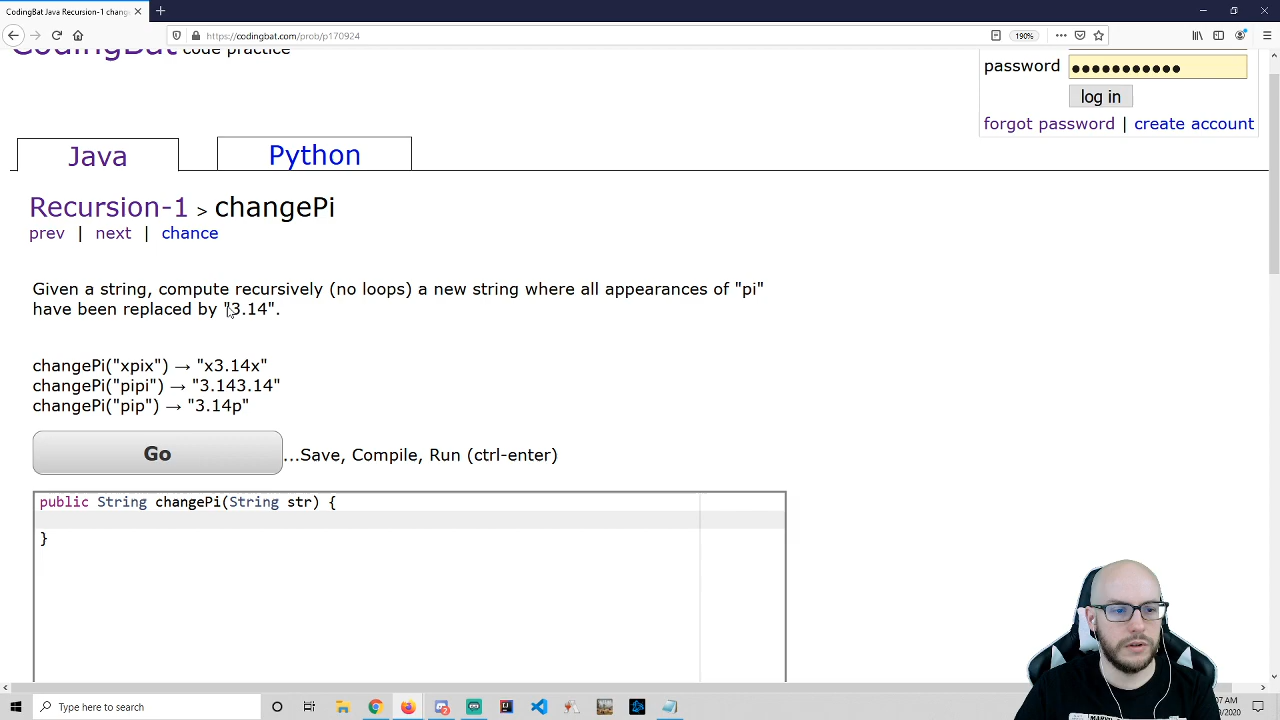 CodingBat Java Recursion-1 chang
https://codingbat.com/prob/p170924
190%
CodingBat code practice
password
log in
forgot password | create account
Java
Python
Recursion-1 > changePi
prev | next | chance
Given a string, compute recursively (no loops) a new string where all appearances of "pi"
have been replaced by "3.14".
changePi("xpix") → "x3.14x"
changePi("pipi") → "3.143.14"
changePi("pip") → "3.14p"
Go
...Save, Compile, Run (ctrl-enter)
public String changePi(String str) {
}
Type here to search